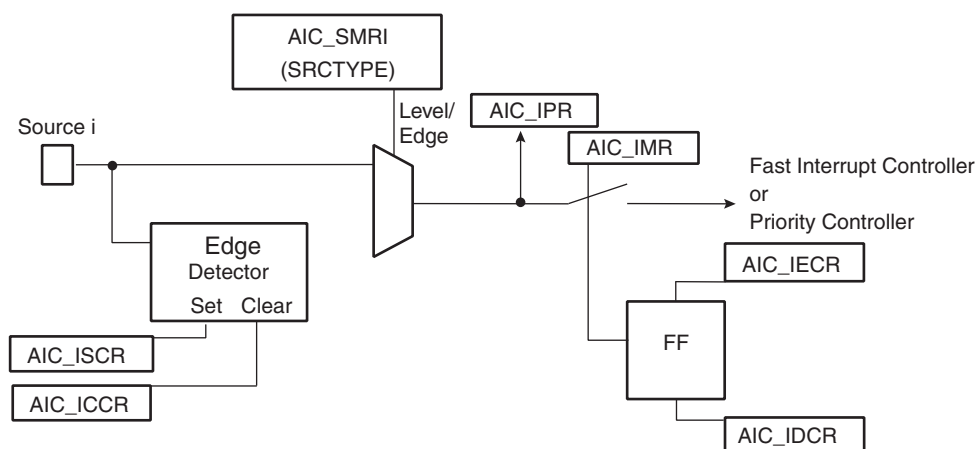 AIC_SMRI
(SRCTYPE)
Source i
Level/
Edge
AIC_IPR
AIC_IMR
Fast Interrupt Controller
or
Priority Controller
Edge
Detector
Set Clear
AIC_IECR
FF
AIC_ISCR
AIC_ICCR
AIC_IDCR